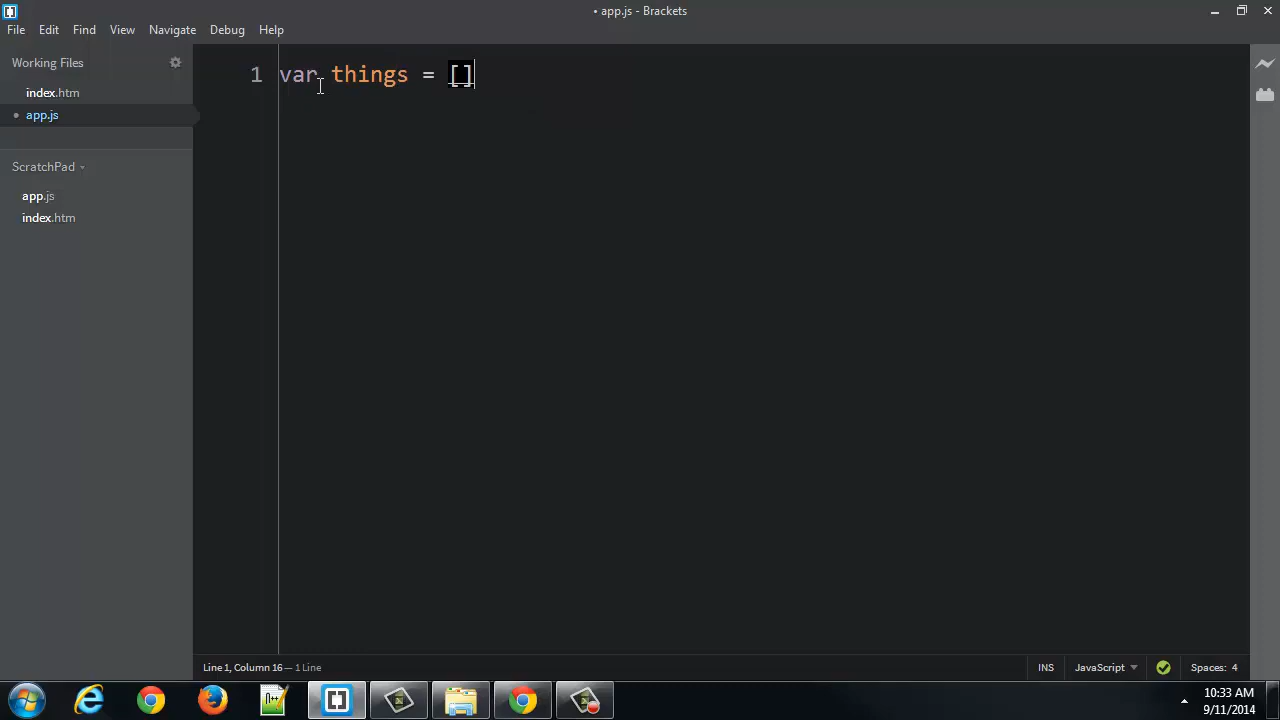 • app.js - Brackets
File Edit Find View Navigate Debug Help
Working Files
index.htm
• app.js
ScratchPad
app.js
index.htm
1 var things = []
Line 1, Column 16 — 1 Line
INS JavaScript Spaces: 4
10:33 AM
9/11/2014